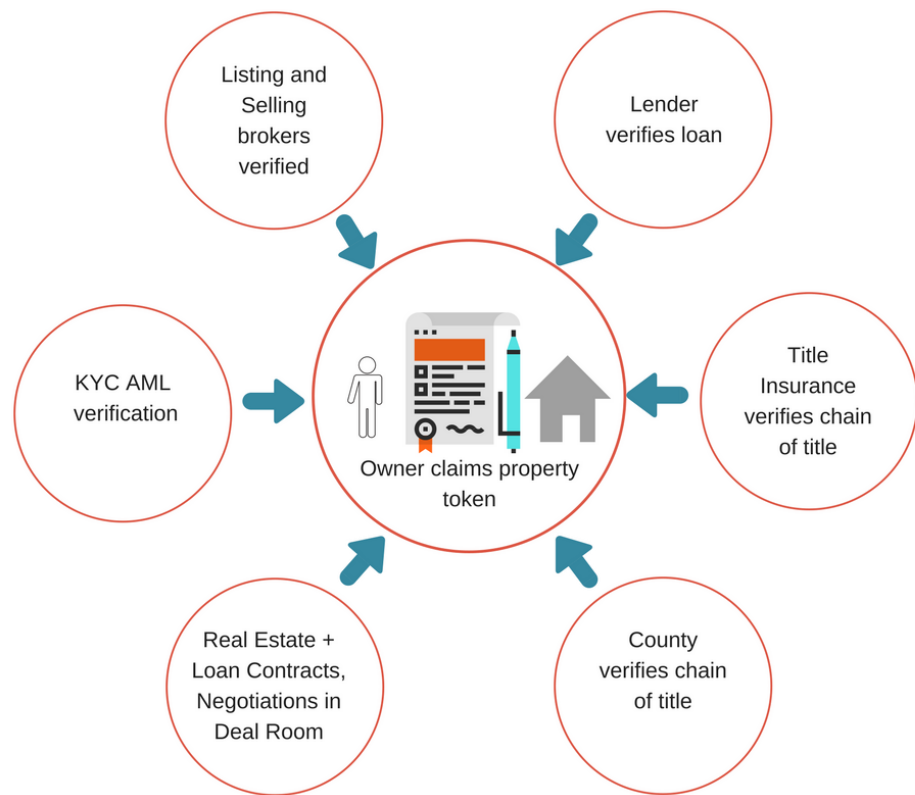 Listing and
Selling
brokers
verified
Lender
verifies loan
KYC AML
verification
Owner claims property
token
Title
Insurance
verifies chain
of title
Real Estate +
Loan Contracts,
Negotiations in
Deal Room
County
verifies chain
of title